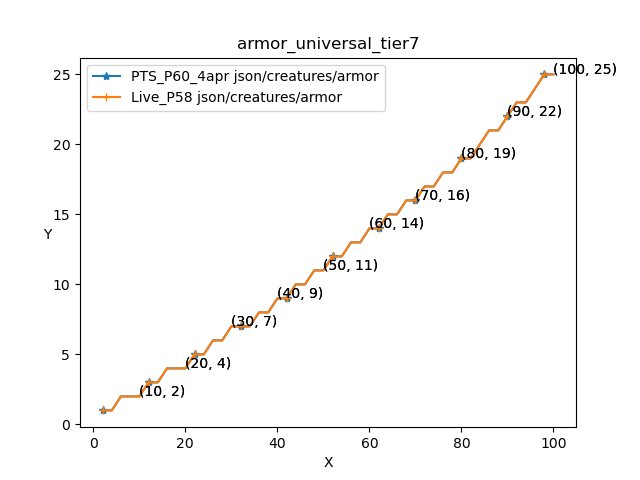 armor_universal_tier7
PTS_P60_4apr json/creatures/armor
Live_P58 json/creatures/armor
25
20
15
10
5
0
Y
(100, 25)
(90, 22)
(80, 19)
(70, 16)
(60, 14)
(50, 11)
(40, 9)
(30, 7)
(20, 4)
(10, 2)
0 20 40 60 80 100
X